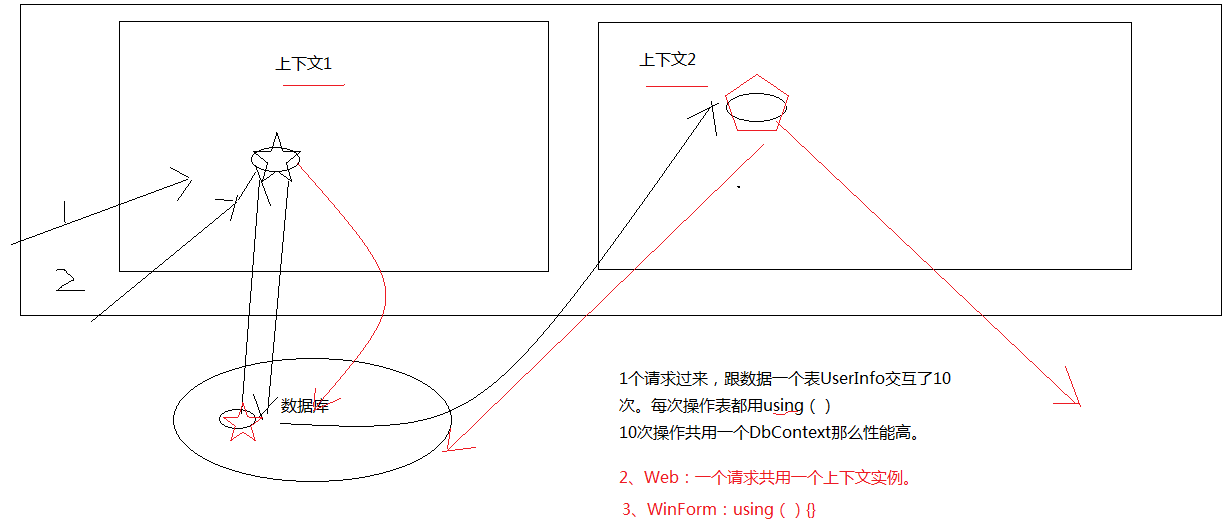 上下文1
上下文2
1
2
数据库
1个请求过来，跟数据一个表UserInfo交互了10
次。每次操作表都用using（ ）
10次操作共用一个DbContext那么性能高。
2、Web：一个请求共用一个上下文实例。
3、WinForm：using（ ）{}